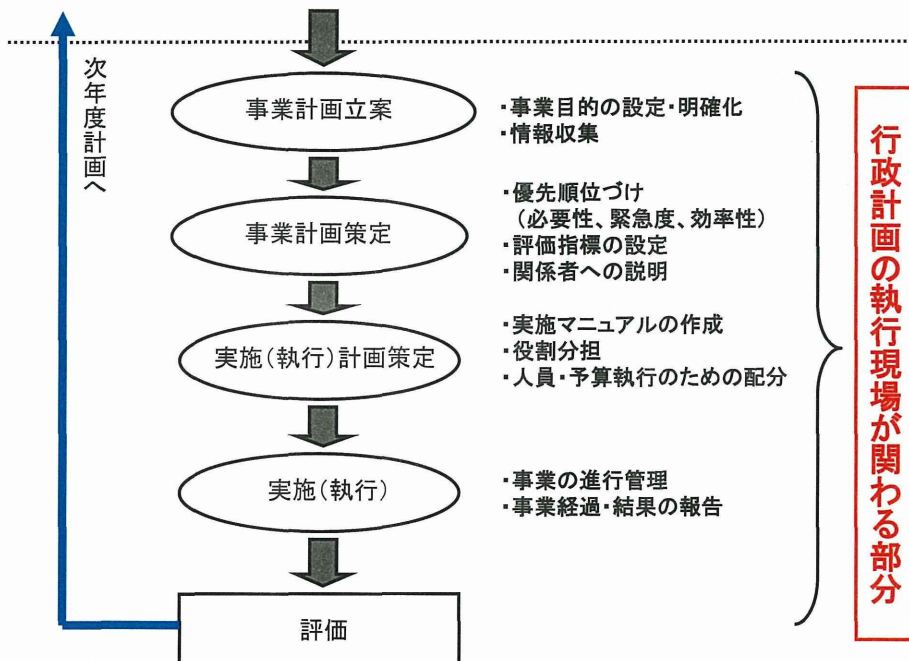 次年度計画へ
事業計画立案
・事業目的の設定・明確化
・情報収集
事業計画策定
・優先順位づけ
（必要性、緊急度、効率性）
・評価指標の設定
・関係者への説明
実施（執行）計画策定
・実施マニュアルの作成
・役割分担
・人員・予算執行のための配分
実施（執行）
・事業の進行管理
・事業経過・結果の報告
評価
行政計画の執行現場が関わる部分